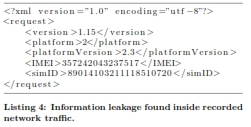 <?xml version="1.0" encoding="utf-8"?>
<request>
<version>1.15</version>
<platform>2</platform>
<platformVersion>2.3</platformVersion>
<IMEI>357242043237517</IMEI>
<simID>89014103211118510720</simID>
</request>
Listing 4: Information leakage found inside recorded
network traffic.